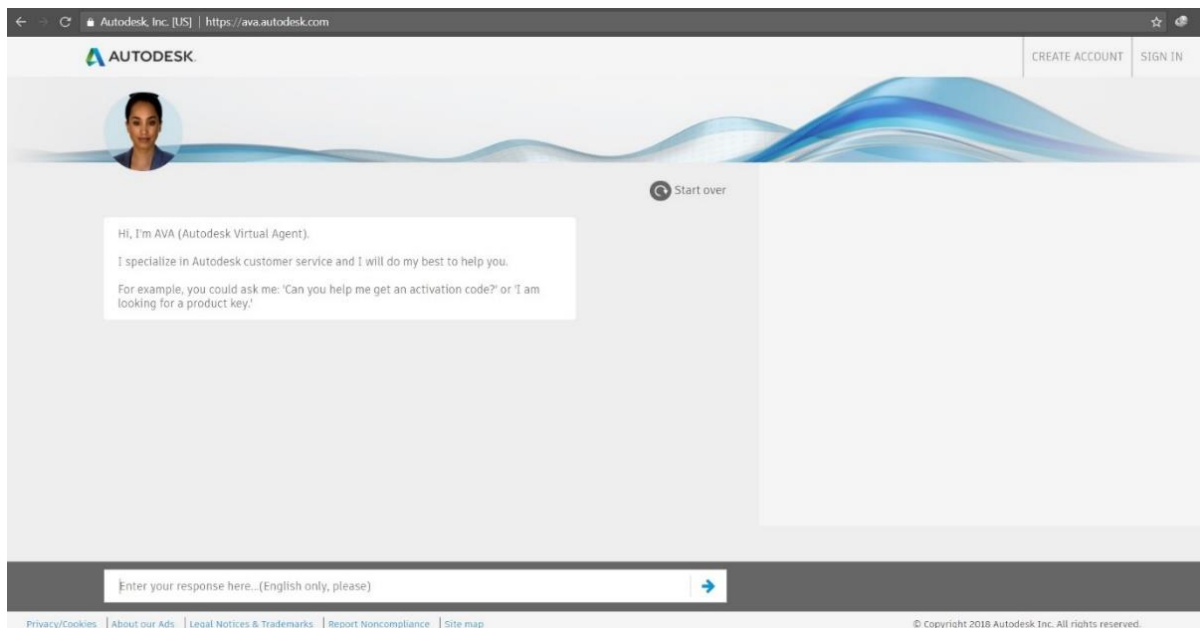 Autodesk, Inc. [US] | https://ava.autodesk.com
AUTODESK.
CREATE ACCOUNT
SIGN IN
Start over
Hi, I'm AVA (Autodesk Virtual Agent).
I specialize in Autodesk customer service and I will do my best to help you.
For example, you could ask me: 'Can you help me get an activation code?' or 'I am
looking for a product key.'
Enter your response here...(English only, please)
Privacy/Cookies | About our Ads | Legal Notices & Trademarks | Report Noncompliance | Site map
© Copyright 2018 Autodesk Inc. All rights reserved.